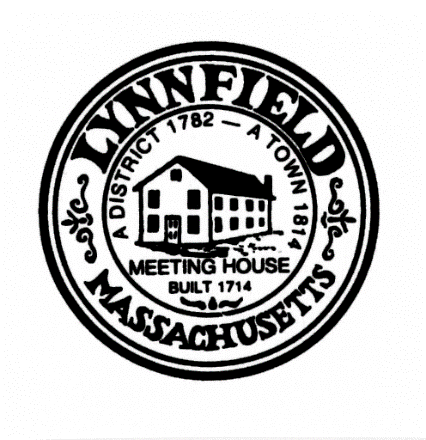 LYNNFIELD
A DISTRICT 1782 — A TOWN 1814
MEETING HOUSE
BUILT 1714
MASSACHUSETTS